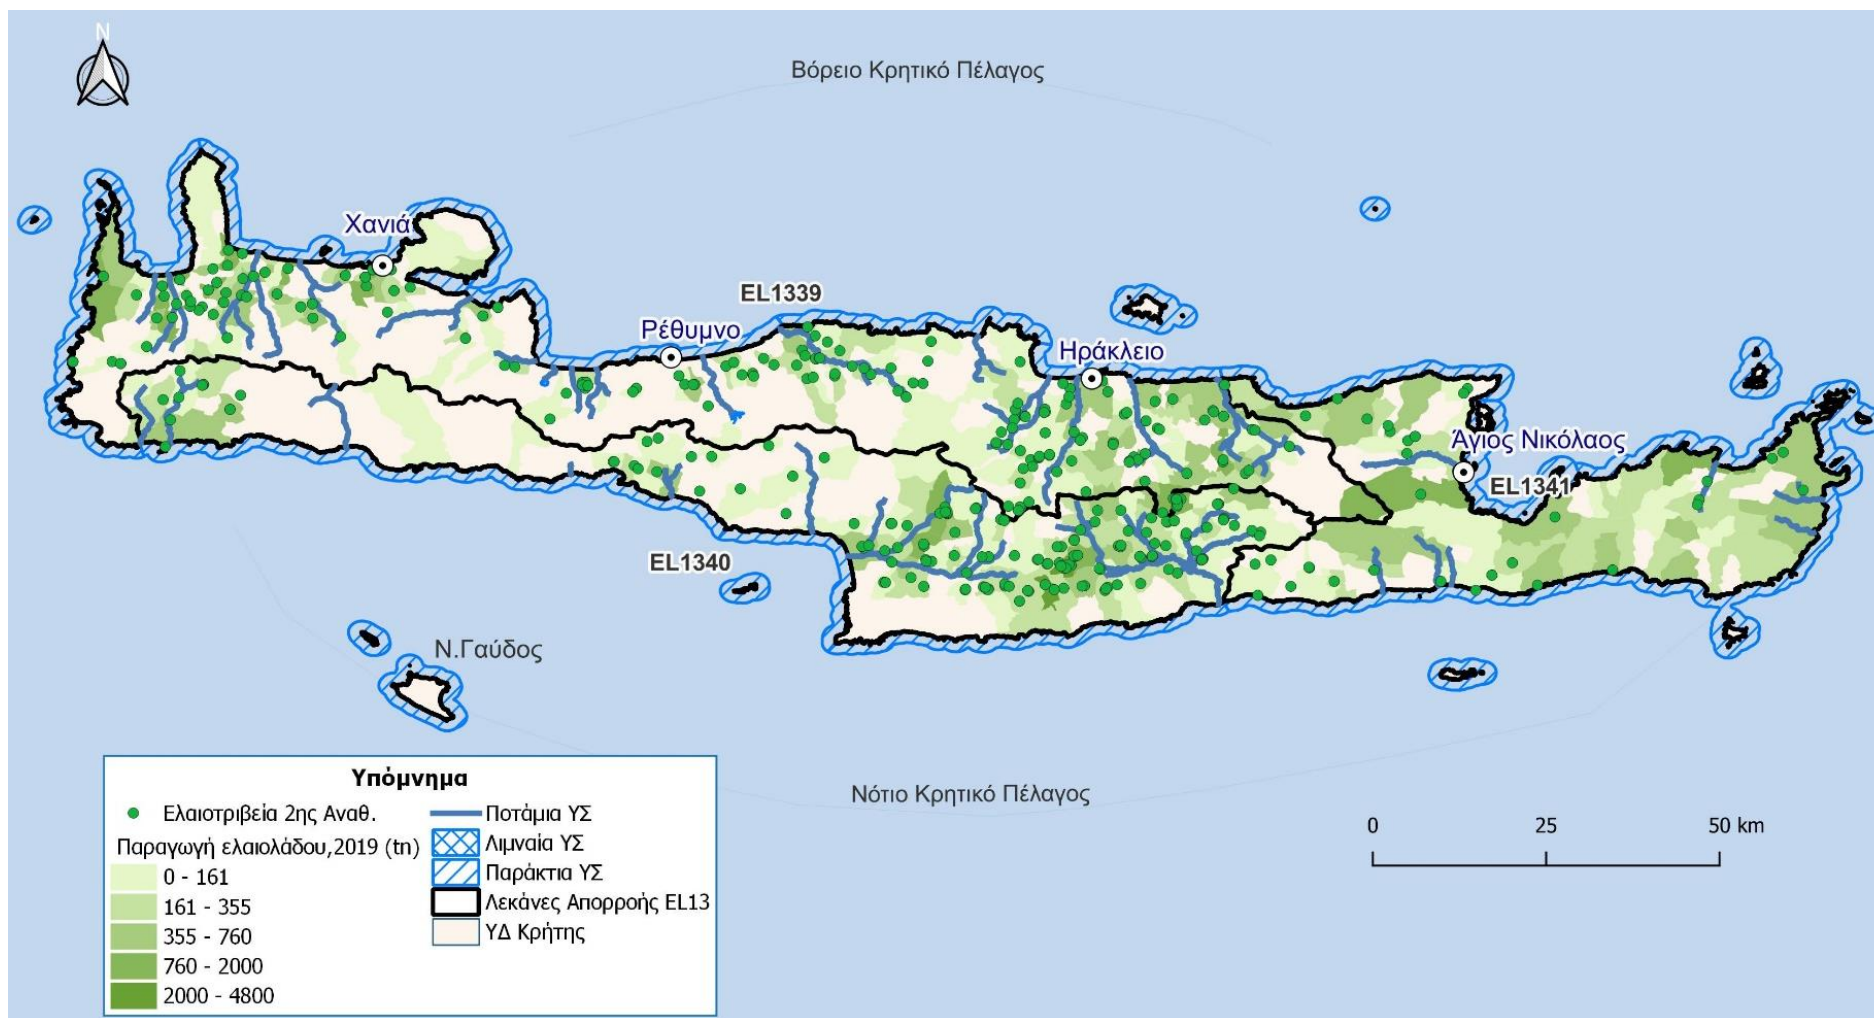 N
Βόρειο Κρητικό Πέλαγος
Χανιά
EL1339
Ρέθυμνο
Ηράκλειο
Άγιος Νικόλαος
EL1341
EL1340
Ν.Γαύδος
Νότιο Κρητικό Πέλαγος
Υπόμνημα
Ελαιοτριβεία 2ης Αναθ.
Παραγωγή ελαιολάδου,2019 (tn)
0 - 161
161 - 355
355 - 760
760 - 2000
2000 - 4800
Ποτάμια ΥΣ
Λιμναία ΥΣ
Παράκτια ΥΣ
Λεκάνες Απορροής EL13
ΥΔ Κρήτης
0 25 50 km